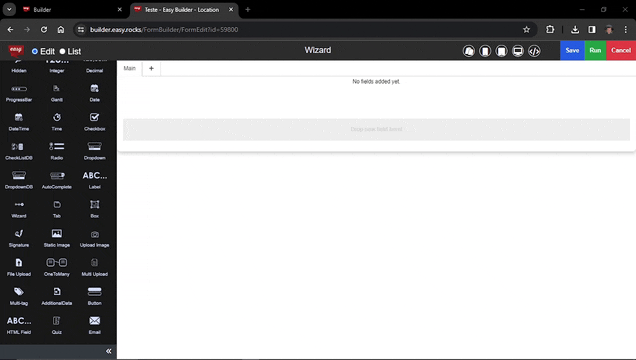 Builder
Teste - Easy Builder - Location
builder.easy.rocks/FormBuilder/FormEdit?id=59800
easy
Edit
List
Wizard
Save
Run
Cancel
Hidden
Integer
Decimal
Main
+
No fields added yet.
ProgressBar
Gantt
Date
DateTime
Time
Checkbox
CheckListDB
Radio
Dropdown
DropdownDB
AutoComplete
ABC...
Label
Wizard
Tab
Box
Signature
Static Image
Upload Image
File Upload
OneToMany
Multi Upload
Multi-tag
AdditionalData
Button
ABC...
HTML Field
Quiz
Email